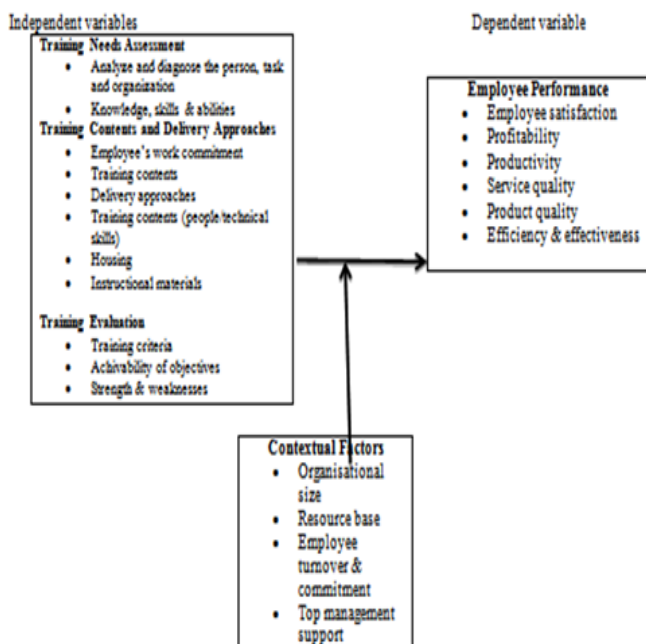 Independent variables
Dependent variable
Training Needs Assessment
• Analyze and diagnose the person, task
and organization
• Knowledge, skills & abilities
Training Contents and Delivery Approaches
• Employee's work commitment
• Training contents
• Delivery approaches
• Training contents (people/technical
skills)
• Housing
• Instructional materials
Training Evaluation
• Training criteria
• Achivability of objectives
• Strength & weaknesses
Employee Performance
• Employee satisfaction
• Profitability
• Productivity
• Service quality
• Product quality
• Efficiency & effectiveness
Contextual Factors
• Organisational
size
• Resource base
• Employee
turnover &
commitment
• Top management
support